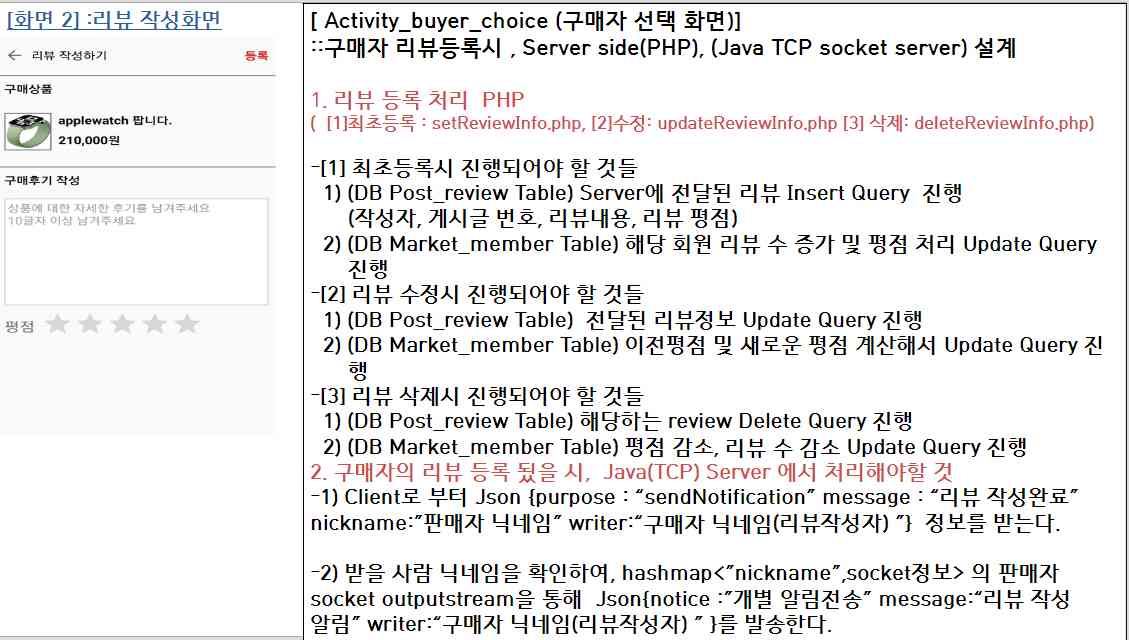 [화면 2] :리뷰 작성화면
← 리뷰 작성하기 등록
구매상품
applewatch 팝니다.
210,000원
구매후기 작성
상품에 대한 자세한 후기를 남겨주세요
10글자 이상 남겨주세요
평점
[ Activity_buyer_choice (구매자 선택 화면)]
::구매자 리뷰등록시 , Server side(PHP), (Java TCP socket server) 설계
1. 리뷰 등록 처리 PHP
( [1]최초등록 : setReviewInfo.php, [2]수정: updateReviewInfo.php [3] 삭제: deleteReviewInfo.php)
-[1] 최초등록시 진행되어야 할 것들
1) (DB Post_review Table) Server에 전달된 리뷰 Insert Query 진행
(작성자, 게시글 번호, 리뷰내용, 리뷰 평점)
2) (DB Market_member Table) 해당 회원 리뷰 수 증가 및 평점 처리 Update Query
진행
-[2] 리뷰 수정시 진행되어야 할 것들
1) (DB Post_review Table) 전달된 리뷰정보 Update Query 진행
2) (DB Market_member Table) 이전평점 및 새로운 평점 계산해서 Update Query 진
행
-[3] 리뷰 삭제시 진행되어야 할 것들
1) (DB Post_review Table) 해당하는 review Delete Query 진행
2) (DB Market_member Table) 평점 감소, 리뷰 수 감소 Update Query 진행
2. 구매자의 리뷰 등록 됬을 시, Java(TCP) Server 에서 처리해야할 것
-1) Client로 부터 Json {purpose : “sendNotification” message : “리뷰 작성완료”
nickname:”판매자 닉네임” writer:“구매자 닉네임(리뷰작성자) ”} 정보를 받는다.
-2) 받을 사람 닉네임을 확인하여, hashmap<”nickname”,socket정보> 의 판매자
socket outputstream을 통해 Json{notice :”개별 알림전송” message:“리뷰 작성
알림” writer:“구매자 닉네임(리뷰작성자) ” }를 발송한다.